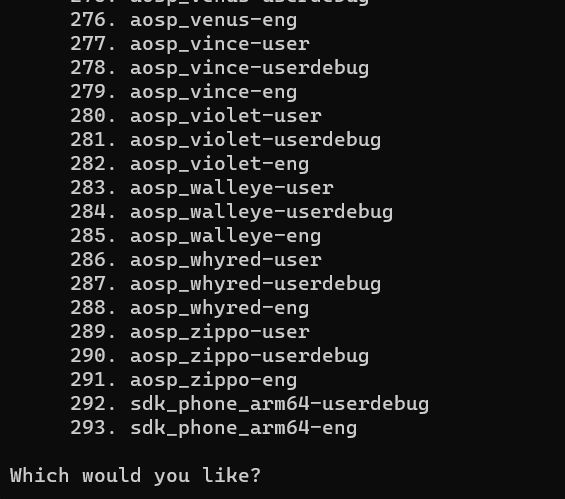 276. aosp_venus-eng
277. aosp_vince-user
278. aosp_vince-userdebug
279. aosp_vince-eng
280. aosp_violet-user
281. aosp_violet-userdebug
282. aosp_violet-eng
283. aosp_walleye-user
284. aosp_walleye-userdebug
285. aosp_walleye-eng
286. aosp_whyred-user
287. aosp_whyred-userdebug
288. aosp_whyred-eng
289. aosp_zippo-user
290. aosp_zippo-userdebug
291. aosp_zippo-eng
292. sdk_phone_arm64-userdebug
293. sdk_phone_arm64-eng
Which would you like?